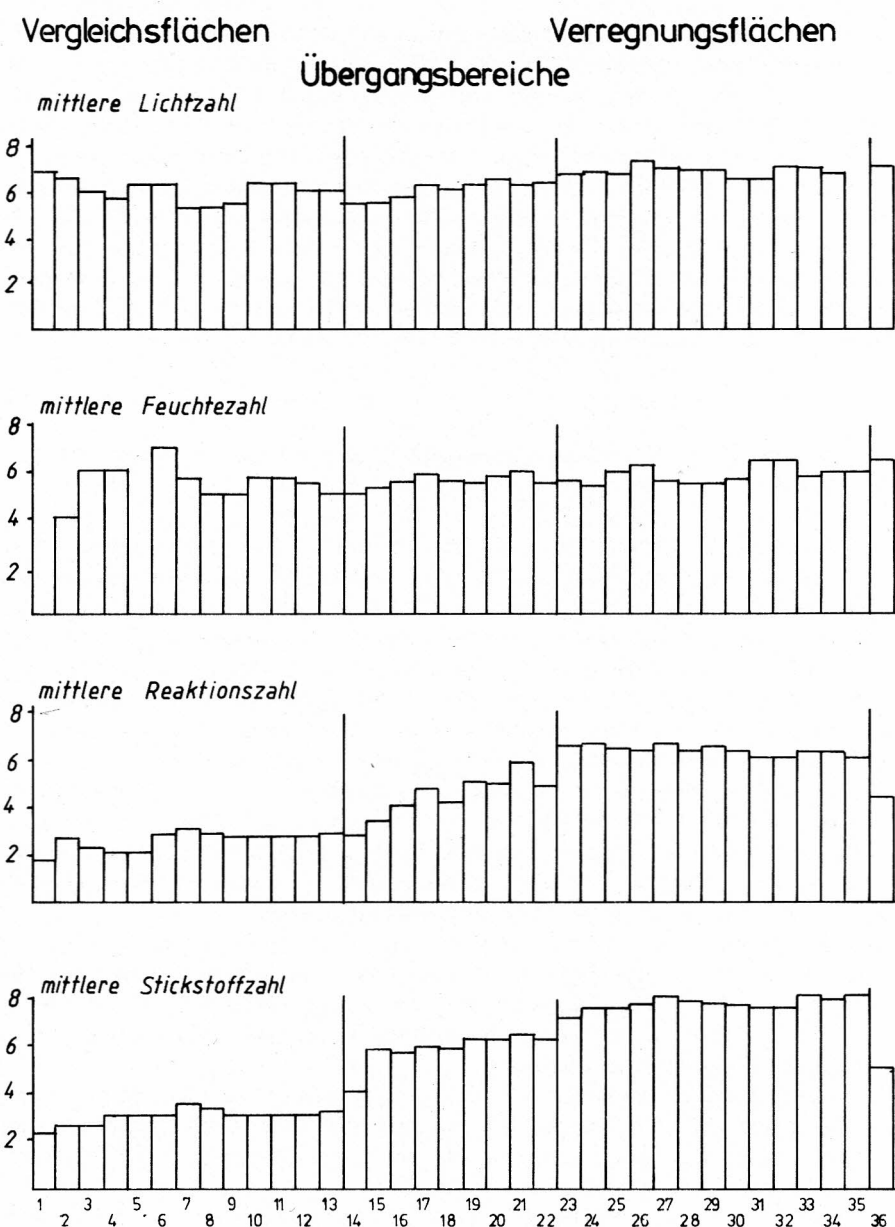 Vergleichsflächen Verregnungsflächen
Übergangsbereiche
mittlere Lichtzahl
8
6
4
2
mittlere Feuchtezahl
8
6
4
2
mittlere Reaktionszahl
8
6
4
2
mittlere Stickstoffzahl
8
6
4
2
1 3 5 7 9 11 13 15 17 19 21 23 25 27 29 31 33 35
2 4 6 8 10 12 14 16 18 20 22 24 26 28 30 32 34 36